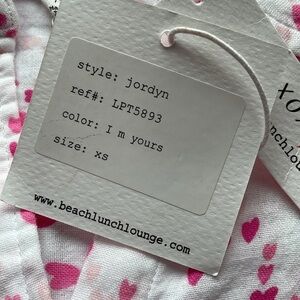 style: jordyn
ref#: LPT5893
color: I m yours
size: xs
www.beachlunchlounge.com